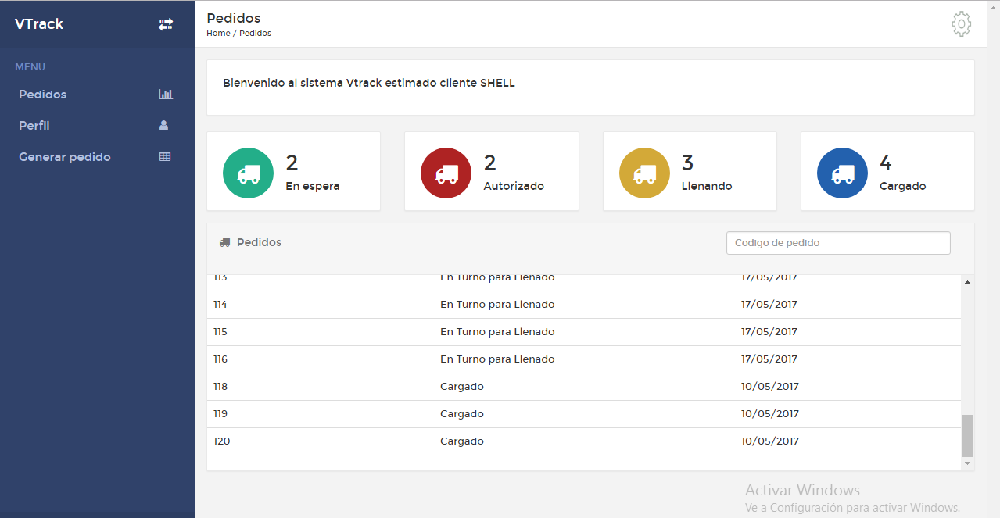 VTrack
MENU
Pedidos
Perfil
Generar pedido
Pedidos
Home / Pedidos
Bienvenido al sistema Vtrack estimado cliente SHELL
2
En espera
2
Autorizado
3
Llenando
4
Cargado
Pedidos
Codigo de pedido
113 En Turno para Llenado 17/05/2017
114 En Turno para Llenado 17/05/2017
115 En Turno para Llenado 17/05/2017
116 En Turno para Llenado 17/05/2017
118 Cargado 10/05/2017
119 Cargado 10/05/2017
120 Cargado 10/05/2017
Activar Windows
Ve a Configuración para activar Windows.